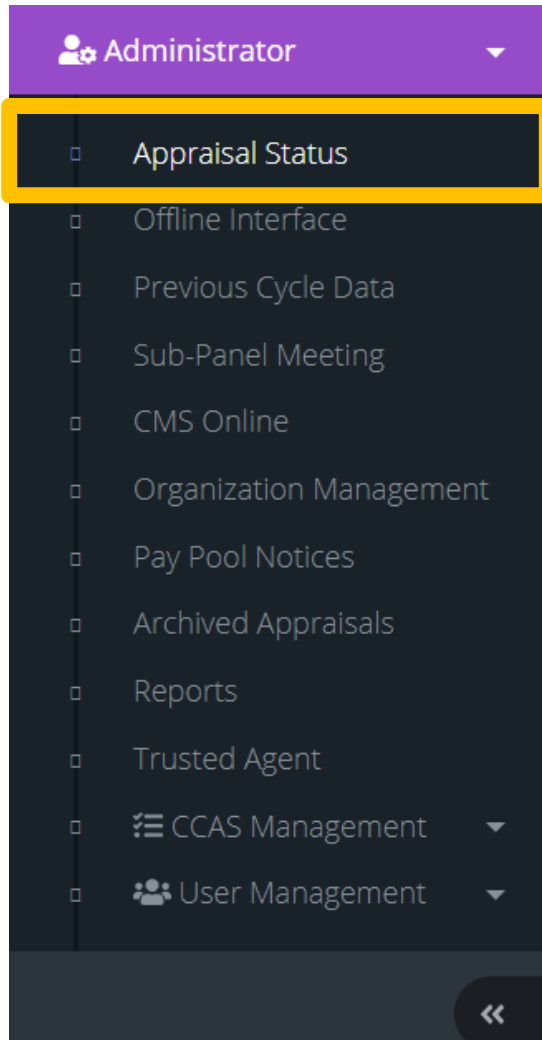 Administrator
Appraisal Status
Offline Interface
Previous Cycle Data
Sub-Panel Meeting
CMS Online
Organization Management
Pay Pool Notices
Archived Appraisals
Reports
Trusted Agent
CCAS Management
User Management